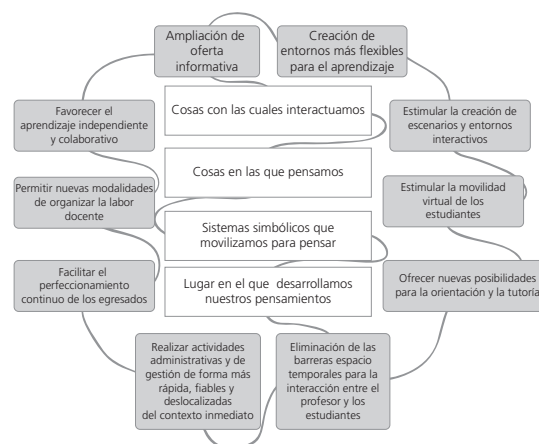 Ampliación de
oferta
informativa
Creación de
entornos más flexibles
para el aprendizaje
Favorecer el
aprendizaje independiente
y colaborativo
Cosas con las cuales interactuamos
Estimular la creación de
escenarios y entornos
interactivos
Cosas en las que pensamos
Permitir nuevas modalidades
de organizar la labor
docente
Estimular la movilidad
virtual de los
estudiantes
Sistemas simbólicos que
movilizamos para pensar
Facilitar el
perfeccionamiento
continuo de los egresados
Lugar en el que desarrollamos
nuestros pensamientos
Ofrecer nuevas posibilidades
para la orientación y la tutoría
Realizar actividades
administrativas y de
gestión de forma más
rápida, fiables y
deslocalizadas
del contexto inmediato
Eliminación de las
barreras espacio
temporales para la
interacción entre el
profesor y los
estudiantes